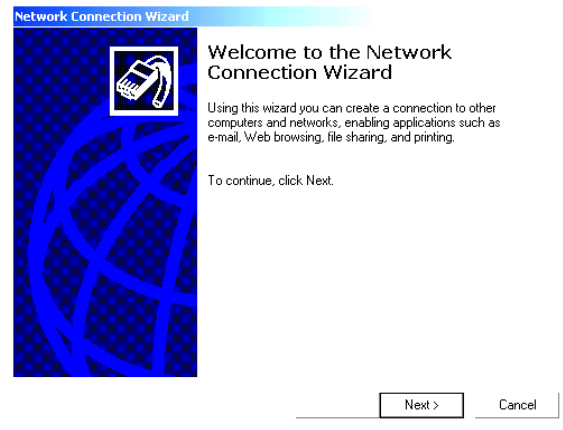 Network Connection Wizard
Welcome to the Network
Connection Wizard
Using this wizard you can create a connection to other
computers and networks, enabling applications such as
e-mail, Web browsing, file sharing, and printing.
To continue, click Next.
Next >
Cancel